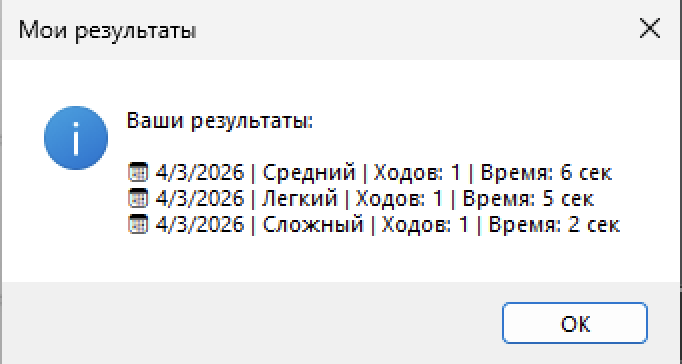 Мои результаты
Ваши результаты:
4/3/2026 | Средний | Ходов: 1 | Время: 6 сек
4/3/2026 | Легкий | Ходов: 1 | Время: 5 сек
4/3/2026 | Сложный | Ходов: 1 | Время: 2 сек
ОК